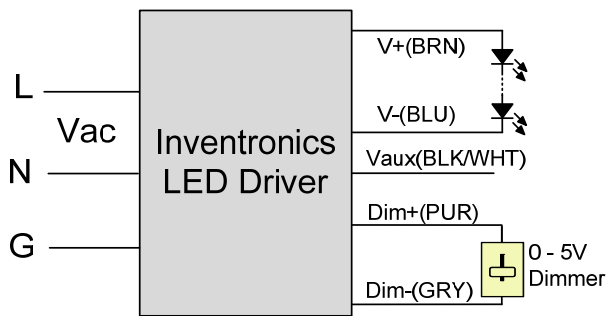 L
Vac
N
G
Inventronics
LED Driver
V+(BRN)
V-(BLU)
Vaux(BLK/WHT)
Dim+(PUR)
Dim-(GRY)
0 - 5V
Dimmer